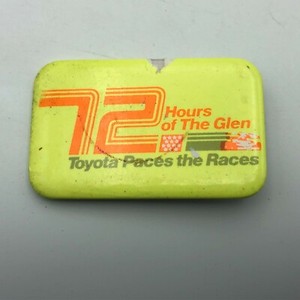 72 Hours
of The Glen
Toyota Paces the Races